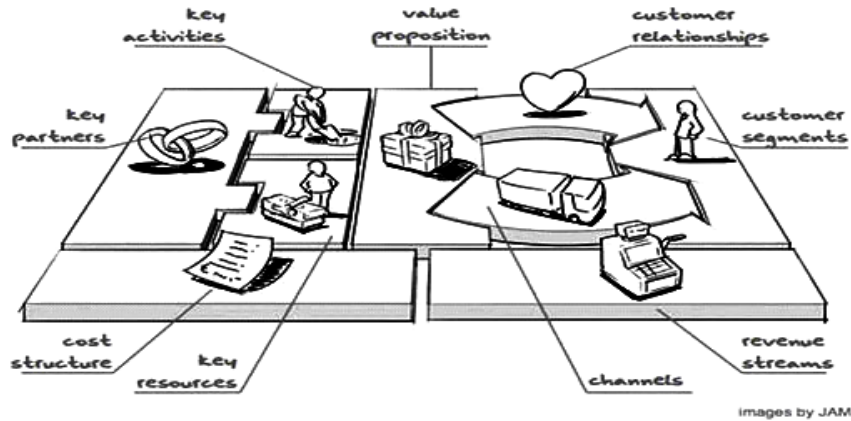 key
activities
value
proposition
customer
relationships
key
partners
customer
segments
cost
structure
key
resources
channels
revenue
streams
images by JAM